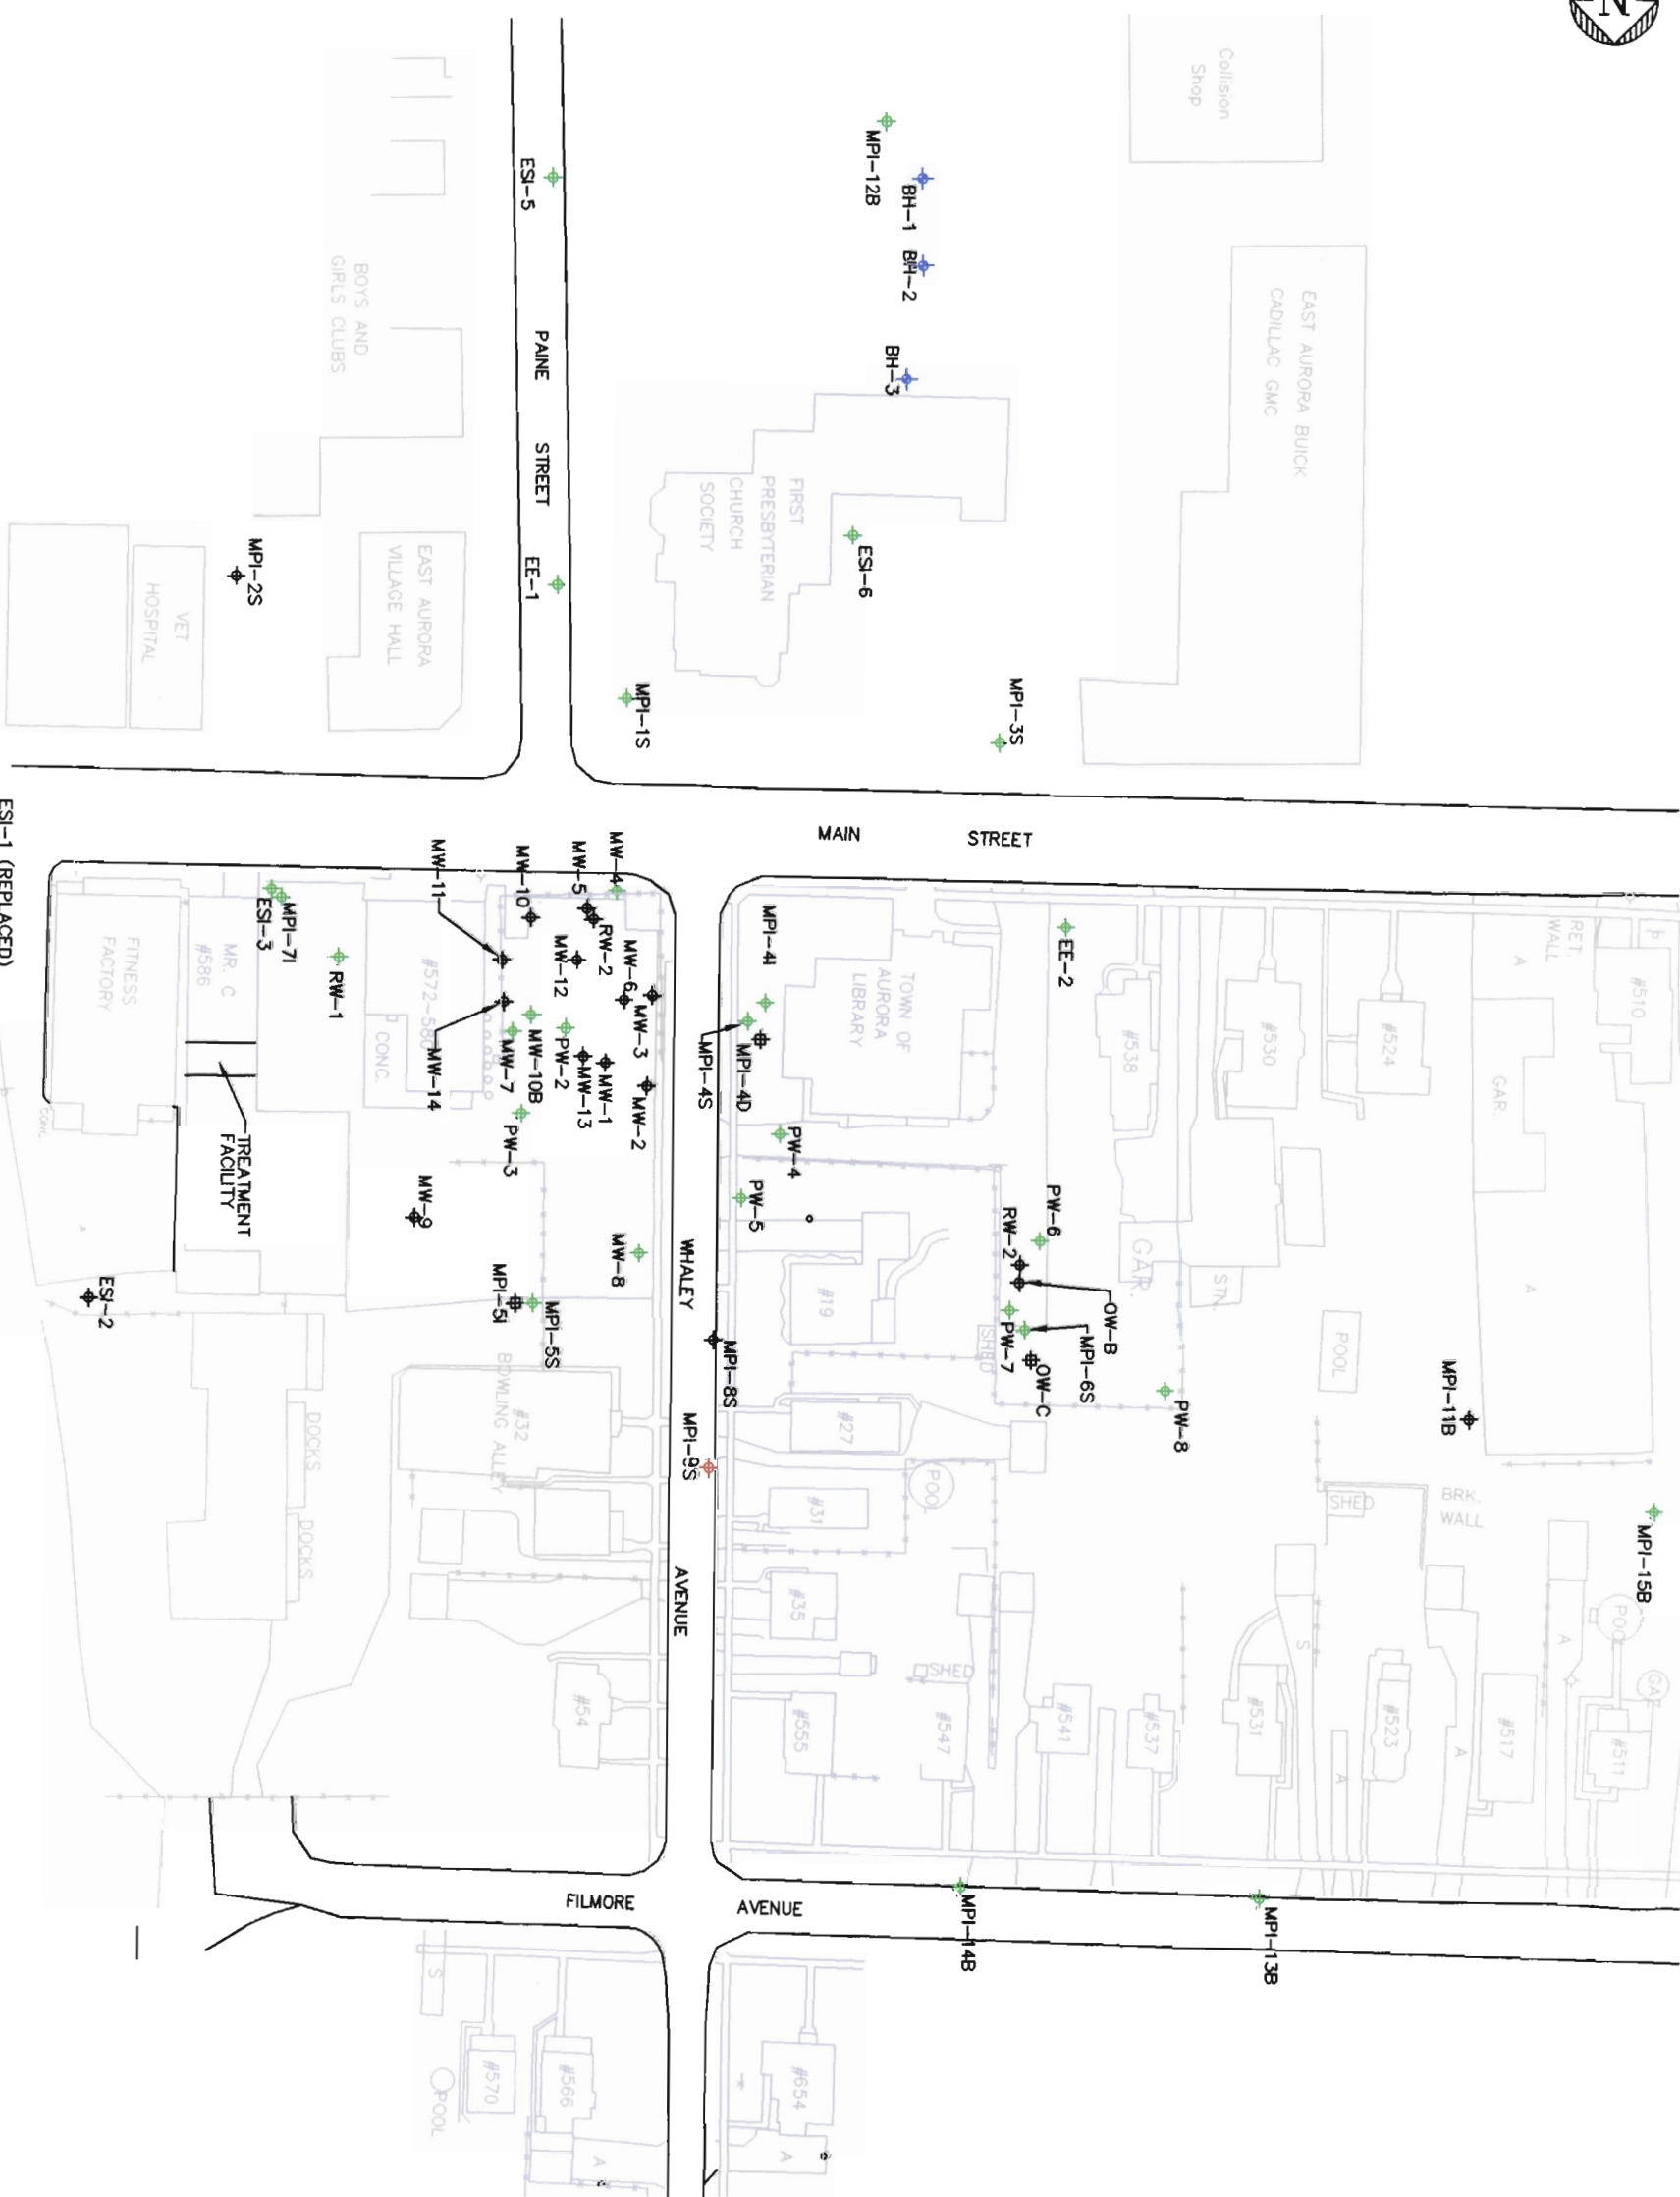 N
Collision
Shop
MPI-12B
BH-1
BH-2
BH-3
ESI-5
PAINE STREET
BOYS AND
GIRLS CLUBS
EAST AURORA BUICK
CADILLAC GMC
FIRST
PRESBYTERIAN
CHURCH
SOCIETY
ESI-6
EE-1
MPI-2S
EAST AURORA
VILLAGE HALL
VET
HOSPITAL
MPI-1S
MPI-3S
MAIN STREET
ESI-1 (REPLACED)
MW-11
MW-10
MW-5
MW-4
RW-2
MW-12
MW-6
MW-3
MPI-7I
ESI-3
RW-1
FITNESS
FACTORY
MR. C
#586
CONC.
MW-14
MW-7
MW-10B
PW-2
MW-13
MW-1
MW-2
PW-3
TREATMENT
FACILITY
MW-9
MW-8
MPI-5I
MPI-5S
ESI-2
CONC.
A
MPI-4I
MPI-4S
MPI-4D
TOWN OF
AURORA
LIBRARY
EE-2
#538
#530
#524
RET.
WALL
A
P
#510
GAR.
A
PW-4
PW-5
PW-6
RW-2
OW-B
PW-7
MPI-6S
OW-C
GAR.
STN.
POOL
PW-8
MPI-11B
MPI-15B
#19
SHED
WHALEY AVENUE
MPI-8S
MPI-9S
#27
POOL
#31
#35
SHED
#555
#547
#541
#537
#531
S
#523
A
A
#517
A
#511
POOL
SHED
BRK.
WALL
#32
BOWLING ALLEY
DOCKS
DOCKS
#54
FILMORE AVENUE
MPI-14B
MPI-13B
S
#570
#566
POOL
A
#654
A